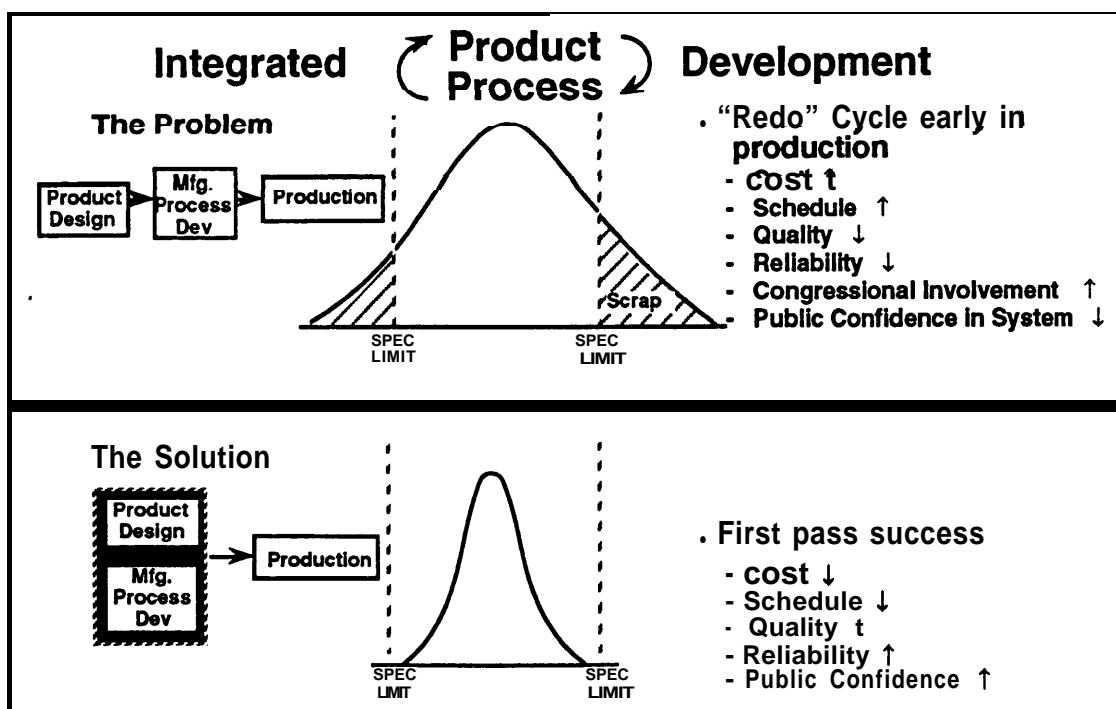 Integrated
Product
Process
Development
The Problem
Product
Design
Mfg.
Process
Dev
Production
Scrap
SPEC
LIMIT
SPEC
LIMIT
. “Redo” Cycle early in
production
- cost t
- Schedule ↑
- Quality ↓
- Reliability ↓
- Congressional Involvement ↑
- Public Confidence in System ↓
The Solution
Product
Design
Mfg.
Process
Dev
Production
SPEC
LIMIT
SPEC
LIMIT
. First pass success
- cost ↓
- Schedule ↓
- Quality t
- Reliability ↑
- Public Confidence ↑